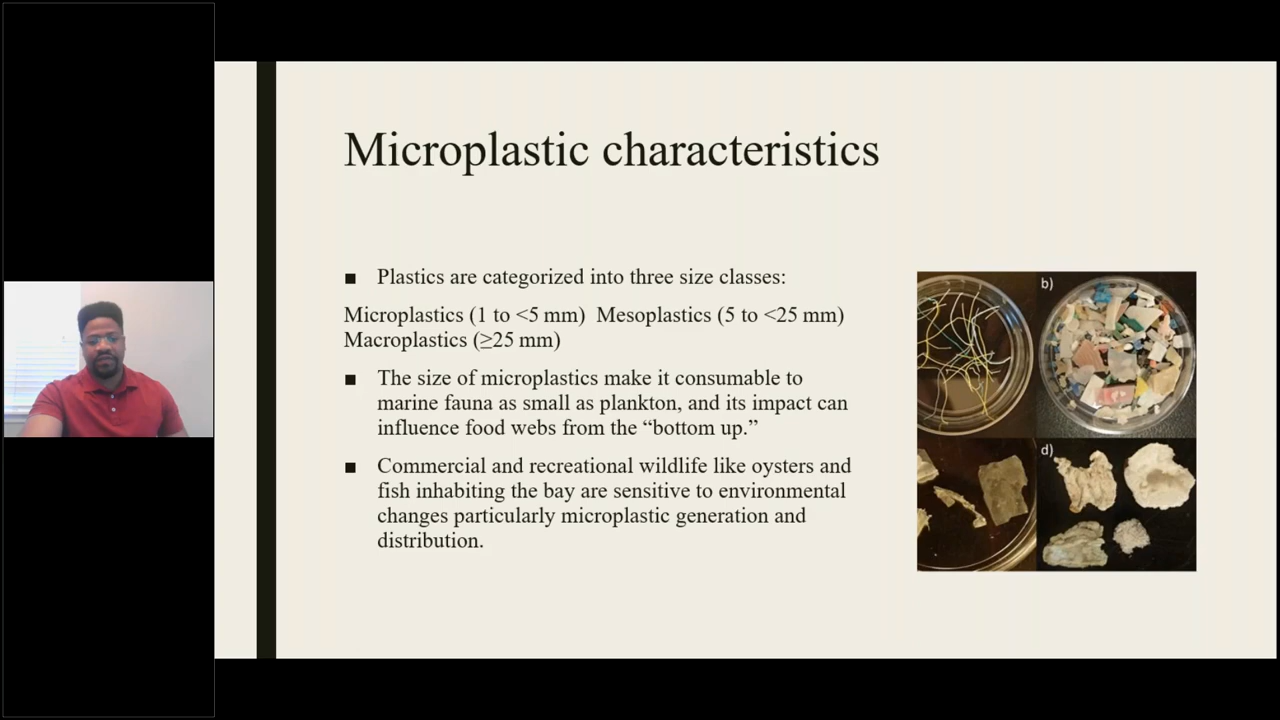 Microplastic characteristics
■ Plastics are categorized into three size classes:
Microplastics (1 to <5 mm) Mesoplastics (5 to <25 mm)
Macroplastics (≥25 mm)
■ The size of microplastics make it consumable to
marine fauna as small as plankton, and its impact can
influence food webs from the “bottom up.”
■ Commercial and recreational wildlife like oysters and
fish inhabiting the bay are sensitive to environmental
changes particularly microplastic generation and
distribution.
b)
d)